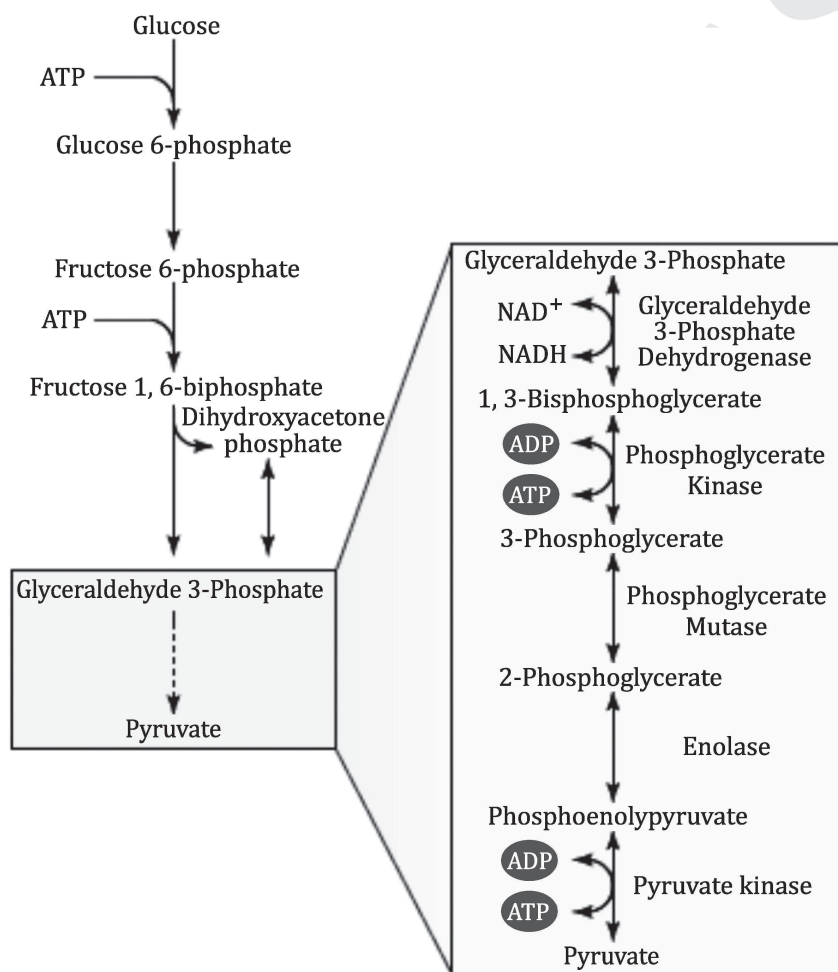 Glucose
ATP
Glucose 6-phosphate
Fructose 6-phosphate
ATP
Fructose 1, 6-biphosphate
Dihydroxyacetone
phosphate
Glyceraldehyde 3-Phosphate
Pyruvate
Glyceraldehyde 3-Phosphate
NAD+
NADH
Glyceraldehyde
3-Phosphate
Dehydrogenase
1, 3-Bisphosphoglycerate
ADP
ATP
Phosphoglycerate
Kinase
3-Phosphoglycerate
Phosphoglycerate
Mutase
2-Phosphoglycerate
Enolase
Phosphoenolypyruvate
ADP
ATP
Pyruvate kinase
Pyruvate